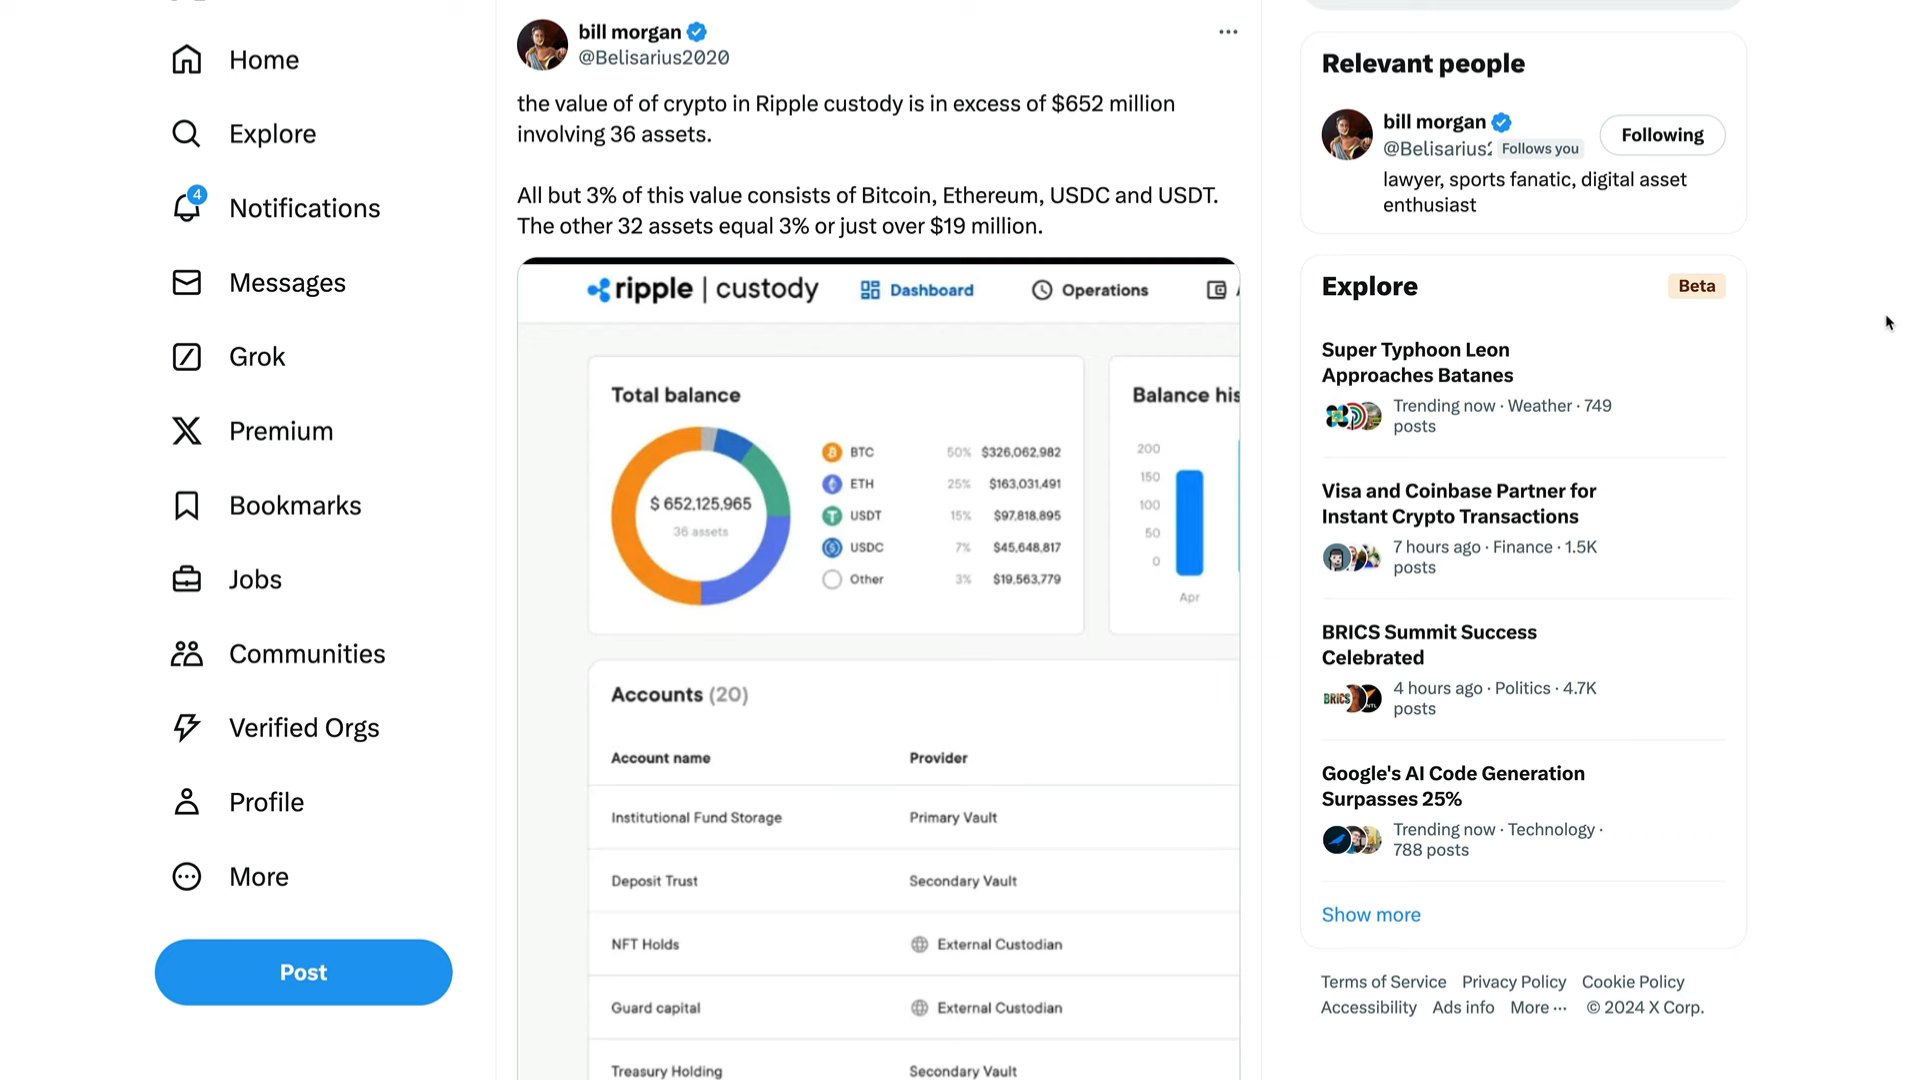 Home
Explore
4
Notifications
Messages
Grok
Premium
Bookmarks
Jobs
Communities
Verified Orgs
Profile
More
Post
bill morgan
@Belisarius2020
the value of of crypto in Ripple custody is in excess of $652 million
involving 36 assets.
All but 3% of this value consists of Bitcoin, Ethereum, USDC and USDT.
The other 32 assets equal 3% or just over $19 million.
ripple | custody
Dashboard
Operations
Total balance
$ 652,125,965
36 assets
BTC 50% $326,062,982
ETH 25% $163,031,491
USDT 15% $97,818,895
USDC 7% $45,648,817
Other 3% $19,563,779
Balance his
200
150
100
50
0
Apr
Accounts (20)
Account name Provider
Institutional Fund Storage Primary Vault
Deposit Trust Secondary Vault
NFT Holds External Custodian
Guard capital External Custodian
Treasury Holding Secondary Vault
Relevant people
bill morgan
@Belisarius2 Follows you
Following
lawyer, sports fanatic, digital asset
enthusiast
Explore
Beta
Super Typhoon Leon
Approaches Batanes
Trending now · Weather · 749
posts
Visa and Coinbase Partner for
Instant Crypto Transactions
7 hours ago · Finance · 1.5K
posts
BRICS Summit Success
Celebrated
BRICS
4 hours ago · Politics · 4.7K
posts
Google's AI Code Generation
Surpasses 25%
Trending now · Technology ·
788 posts
Show more
Terms of Service Privacy Policy Cookie Policy
Accessibility Ads info More ··· © 2024 X Corp.